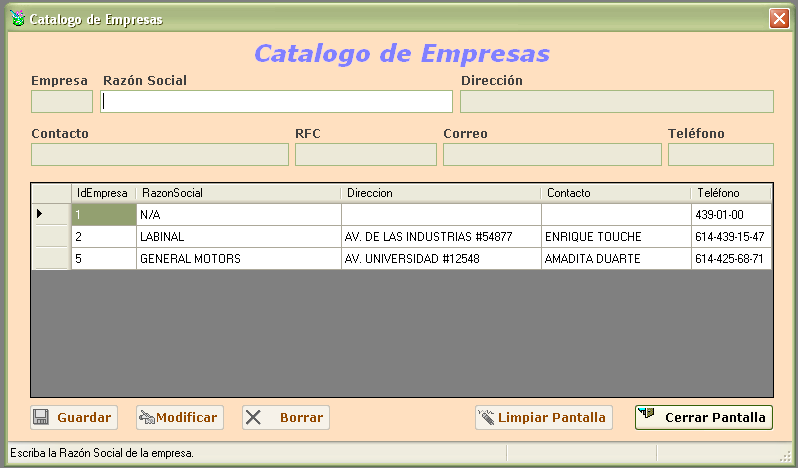 Catalogo de Empresas
Catalogo de Empresas
Empresa Razón Social Dirección
Contacto RFC Correo Teléfono
IdEmpresa RazonSocial Direccion Contacto Teléfono
1 N/A 439-01-00
2 LABINAL AV. DE LAS INDUSTRIAS #54877 ENRIQUE TOUCHE 614-439-15-47
5 GENERAL MOTORS AV. UNIVERSIDAD #12548 AMADITA DUARTE 614-425-68-71
Guardar Modificar Borrar Limpiar Pantalla Cerrar Pantalla
Escriba la Razón Social de la empresa.